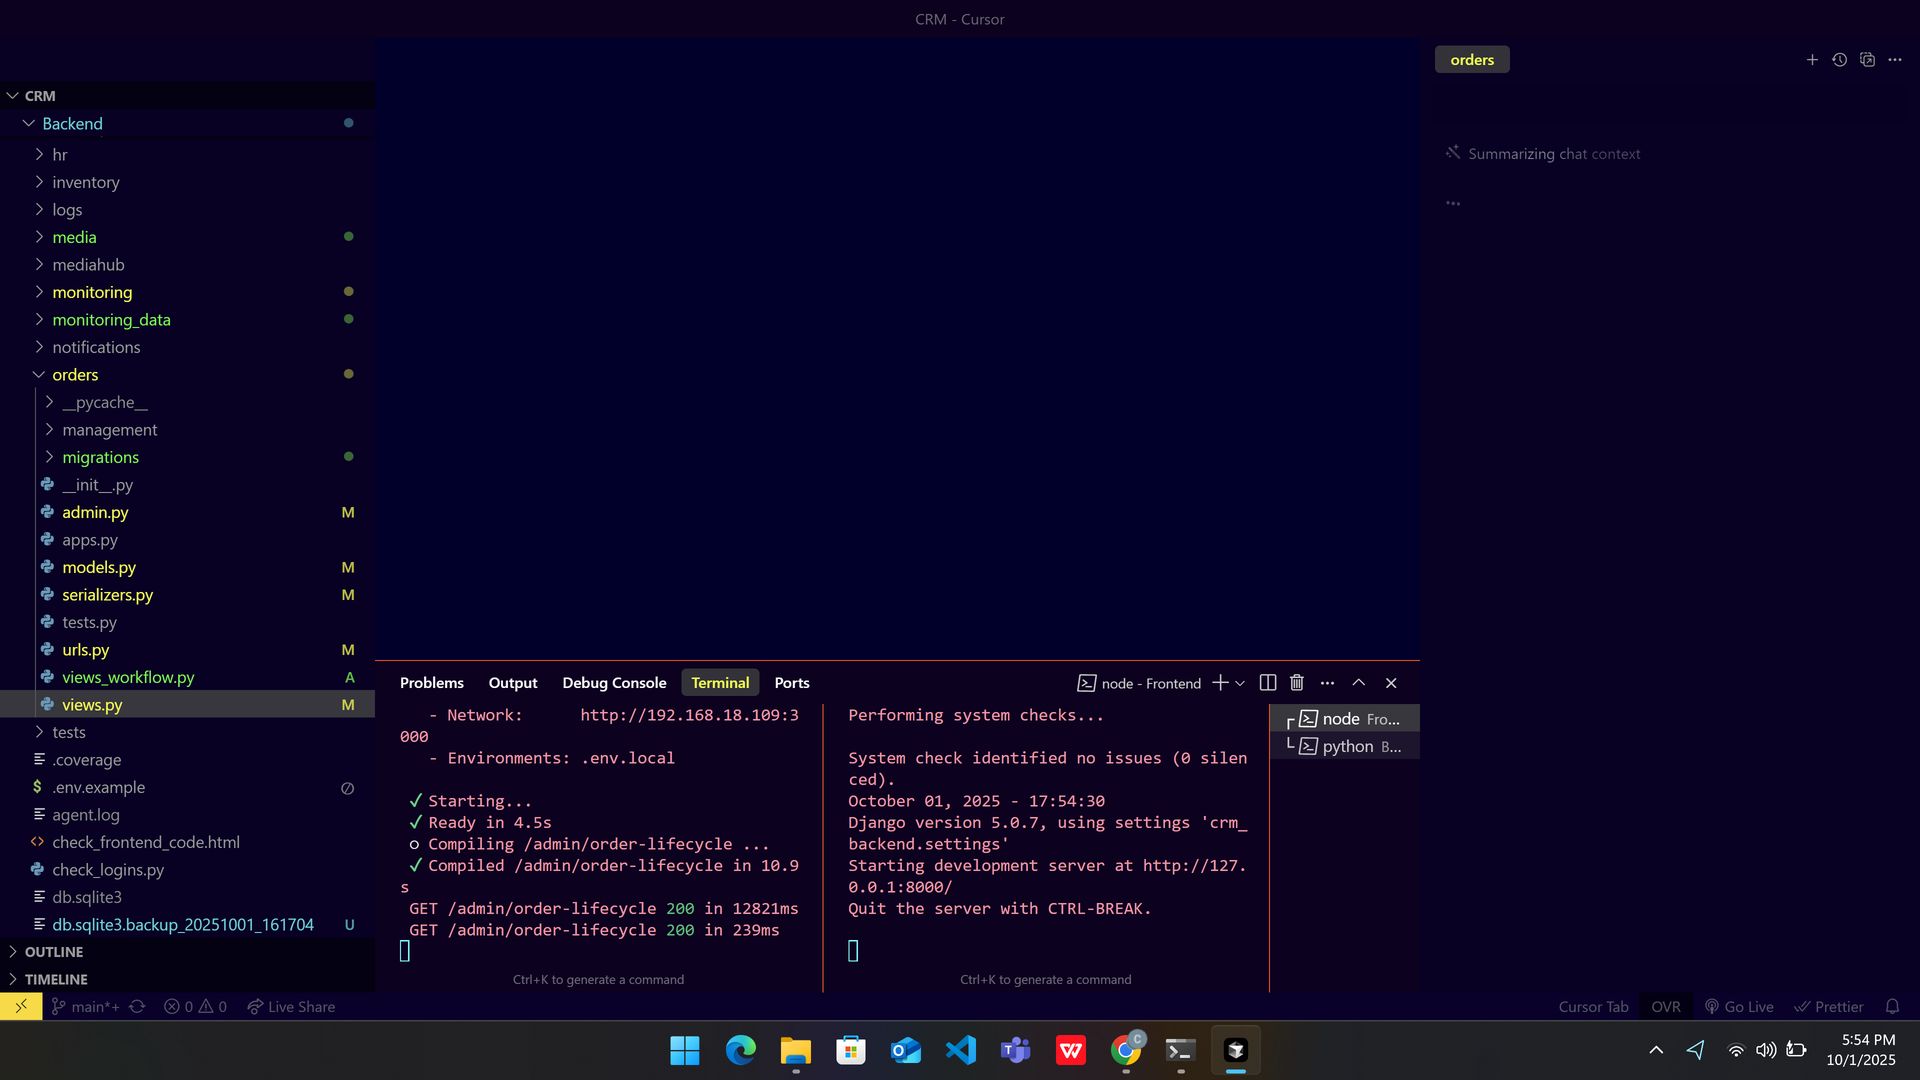 CRM - Cursor
CRM
Backend
hr
inventory
logs
media
mediahub
monitoring
monitoring_data
notifications
orders
__pycache__
management
migrations
__init__.py
admin.py M
apps.py
models.py M
serializers.py M
tests.py
urls.py M
views_workflow.py A
views.py M
tests
.coverage
$ .env.example
agent.log
check_frontend_code.html
check_logins.py
db.sqlite3
db.sqlite3.backup_20251001_161704 U
OUTLINE
TIMELINE
orders
Summarizing chat context
...
Problems Output Debug Console Terminal Ports
node - Frontend
- Network: http://192.168.18.109:3
000
- Environments: .env.local
✓ Starting...
✓ Ready in 4.5s
○ Compiling /admin/order-lifecycle ...
✓ Compiled /admin/order-lifecycle in 10.9
s
GET /admin/order-lifecycle 200 in 12821ms
GET /admin/order-lifecycle 200 in 239ms
Ctrl+K to generate a command
Performing system checks...
System check identified no issues (0 silen
ced).
October 01, 2025 - 17:54:30
Django version 5.0.7, using settings 'crm_
backend.settings'
Starting development server at http://127.
0.0.1:8000/
Quit the server with CTRL-BREAK.
Ctrl+K to generate a command
node Fro...
python B...
main*+ 0 0 Live Share
Cursor Tab OVR Go Live Prettier
C
5:54 PM
10/1/2025